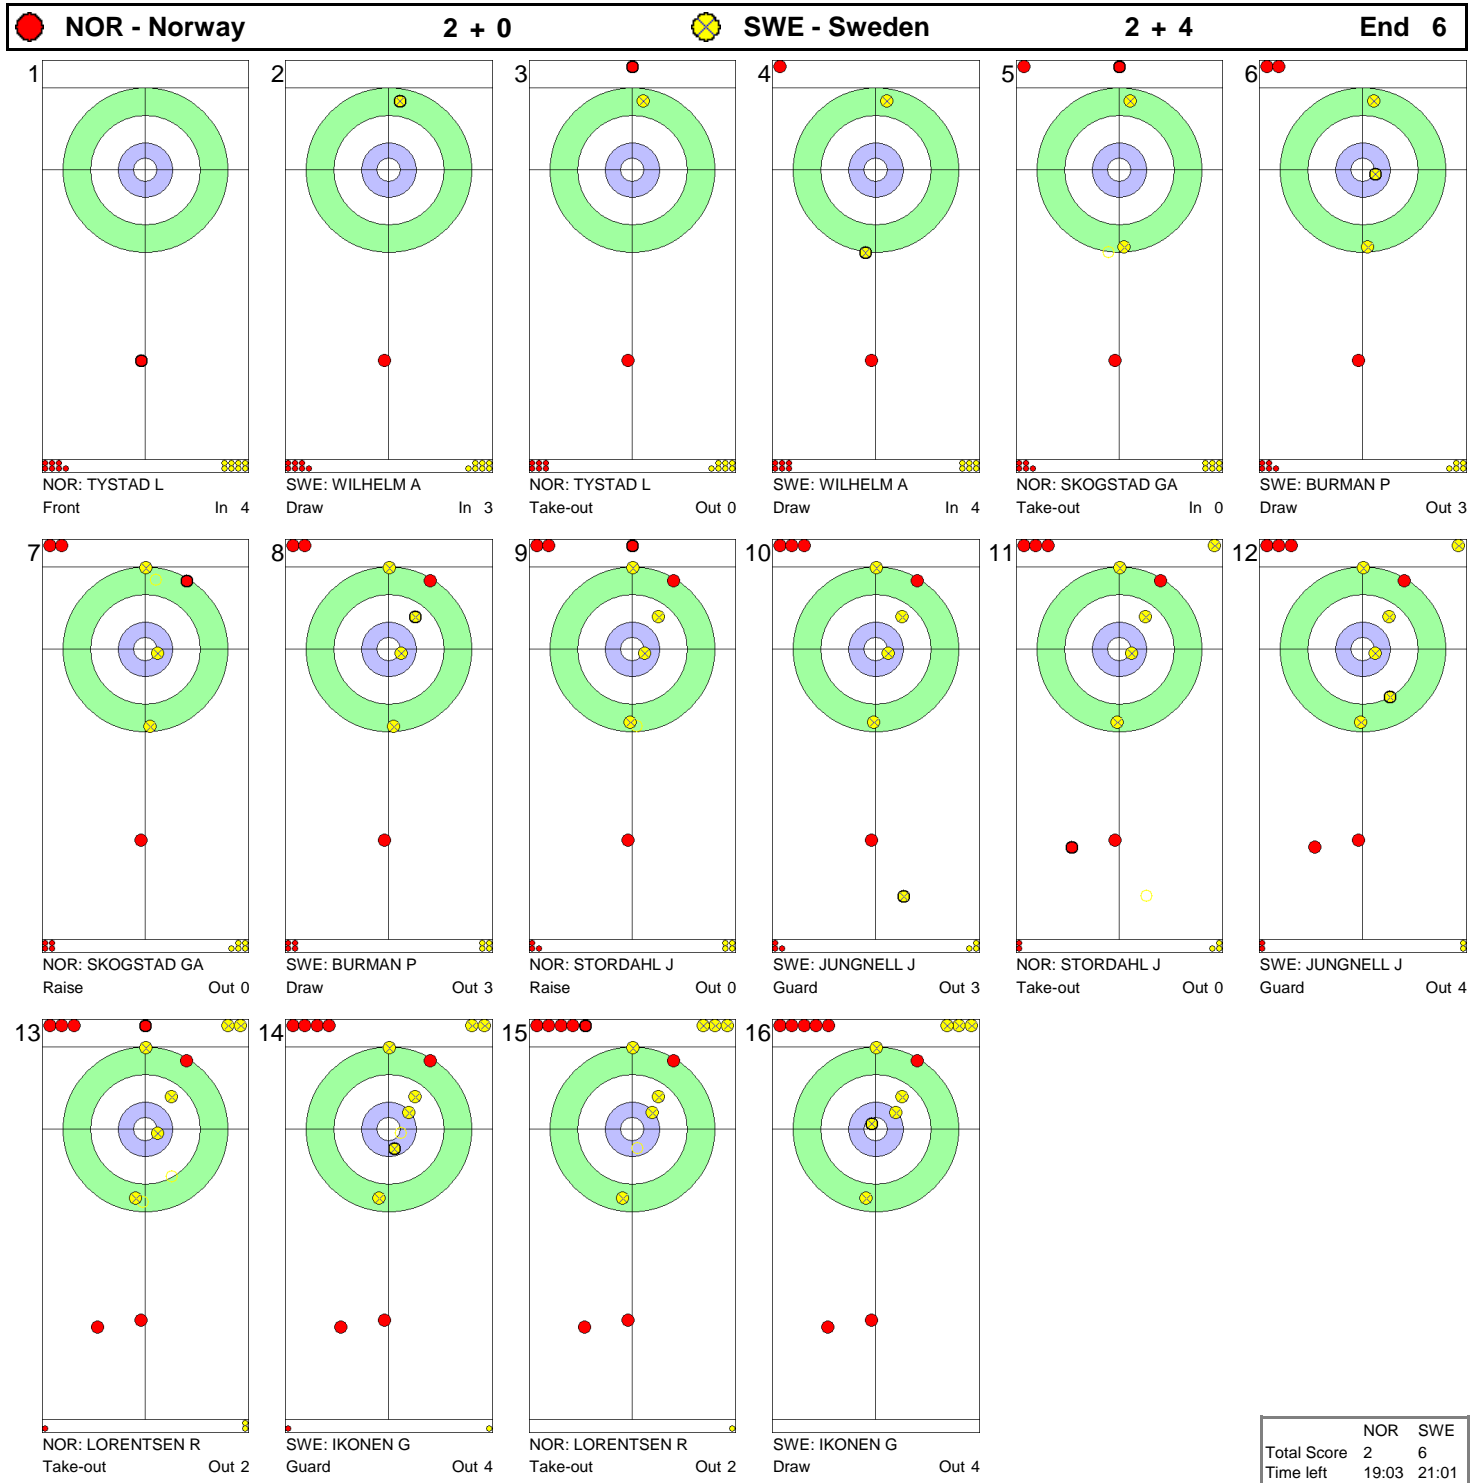 NOR - Norway 2 + 0 SWE - Sweden 2 + 4 End 6
1 2 3 4 5 6
NOR: TYSTAD L SWE: WILHELM A NOR: TYSTAD L SWE: WILHELM A NOR: SKOGSTAD GA SWE: BURMAN P
Front In 4 Draw In 3 Take-out Out 0 Draw In 4 Take-out In 0 Draw Out 3
7 8 9 10 11 12
NOR: SKOGSTAD GA SWE: BURMAN P NOR: STORDAHL J SWE: JUNGNELL J NOR: STORDAHL J SWE: JUNGNELL J
Raise Out 0 Draw Out 3 Raise Out 0 Guard Out 3 Take-out Out 0 Guard Out 4
13 14 15 16
NOR: LORENTSEN R SWE: IKONEN G NOR: LORENTSEN R SWE: IKONEN G
Take-out Out 2 Guard Out 4 Take-out Out 2 Draw Out 4
NOR SWE
Total Score 2 6
Time left 19:03 21:01